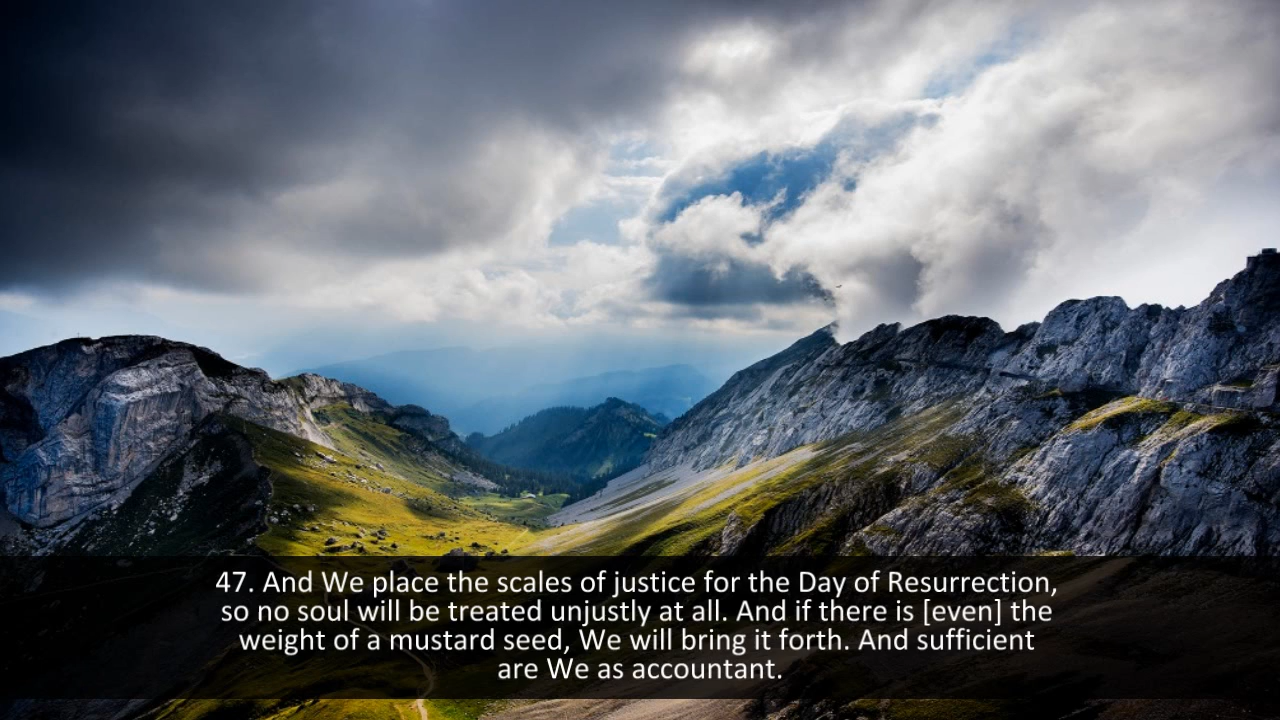 47. And We place the scales of justice for the Day of Resurrection,
so no soul will be treated unjustly at all. And if there is [even] the
weight of a mustard seed, We will bring it forth. And sufficient
are We as accountant.